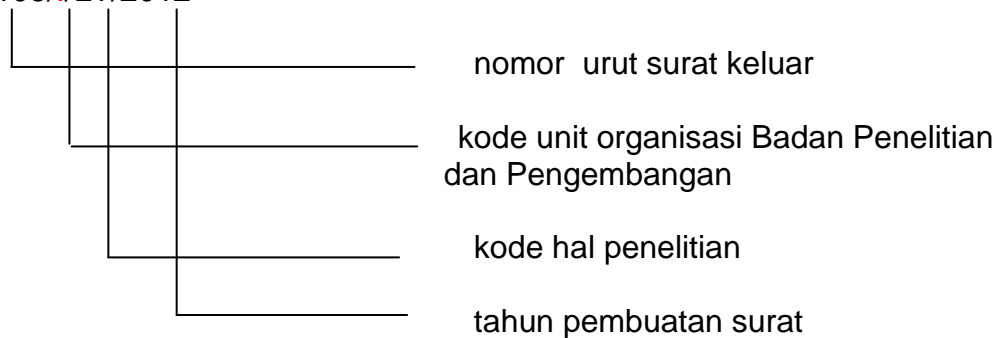 nomor urut surat keluar
kode unit organisasi Badan Penelitian
dan Pengembangan
kode hal penelitian
tahun pembuatan surat